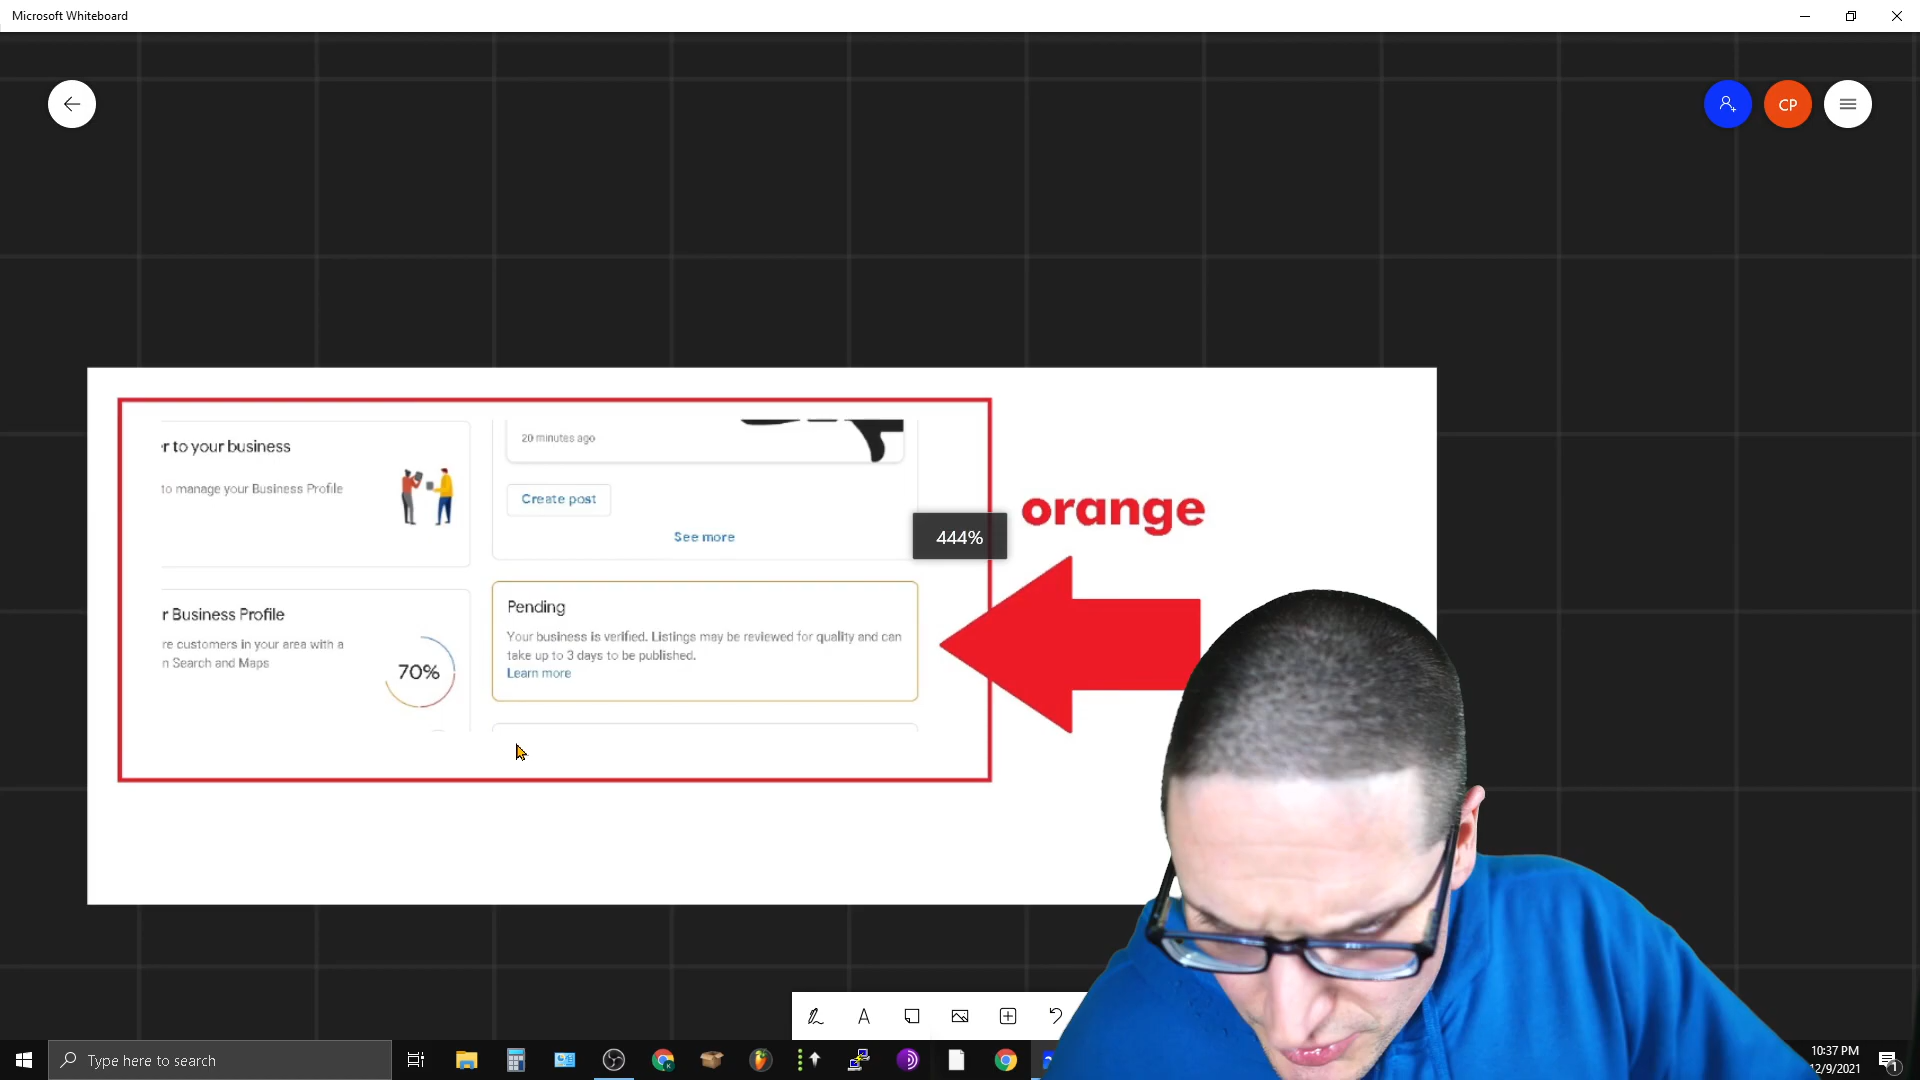 Microsoft Whiteboard
CP
r to your business
to manage your Business Profile
20 minutes ago
Create post
See more
444%
orange
r Business Profile
re customers in your area with a
n Search and Maps
70%
Pending
Your business is verified. Listings may be reviewed for quality and can
take up to 3 days to be published.
Learn more
Type here to search
10:37 PM
12/9/2021
1